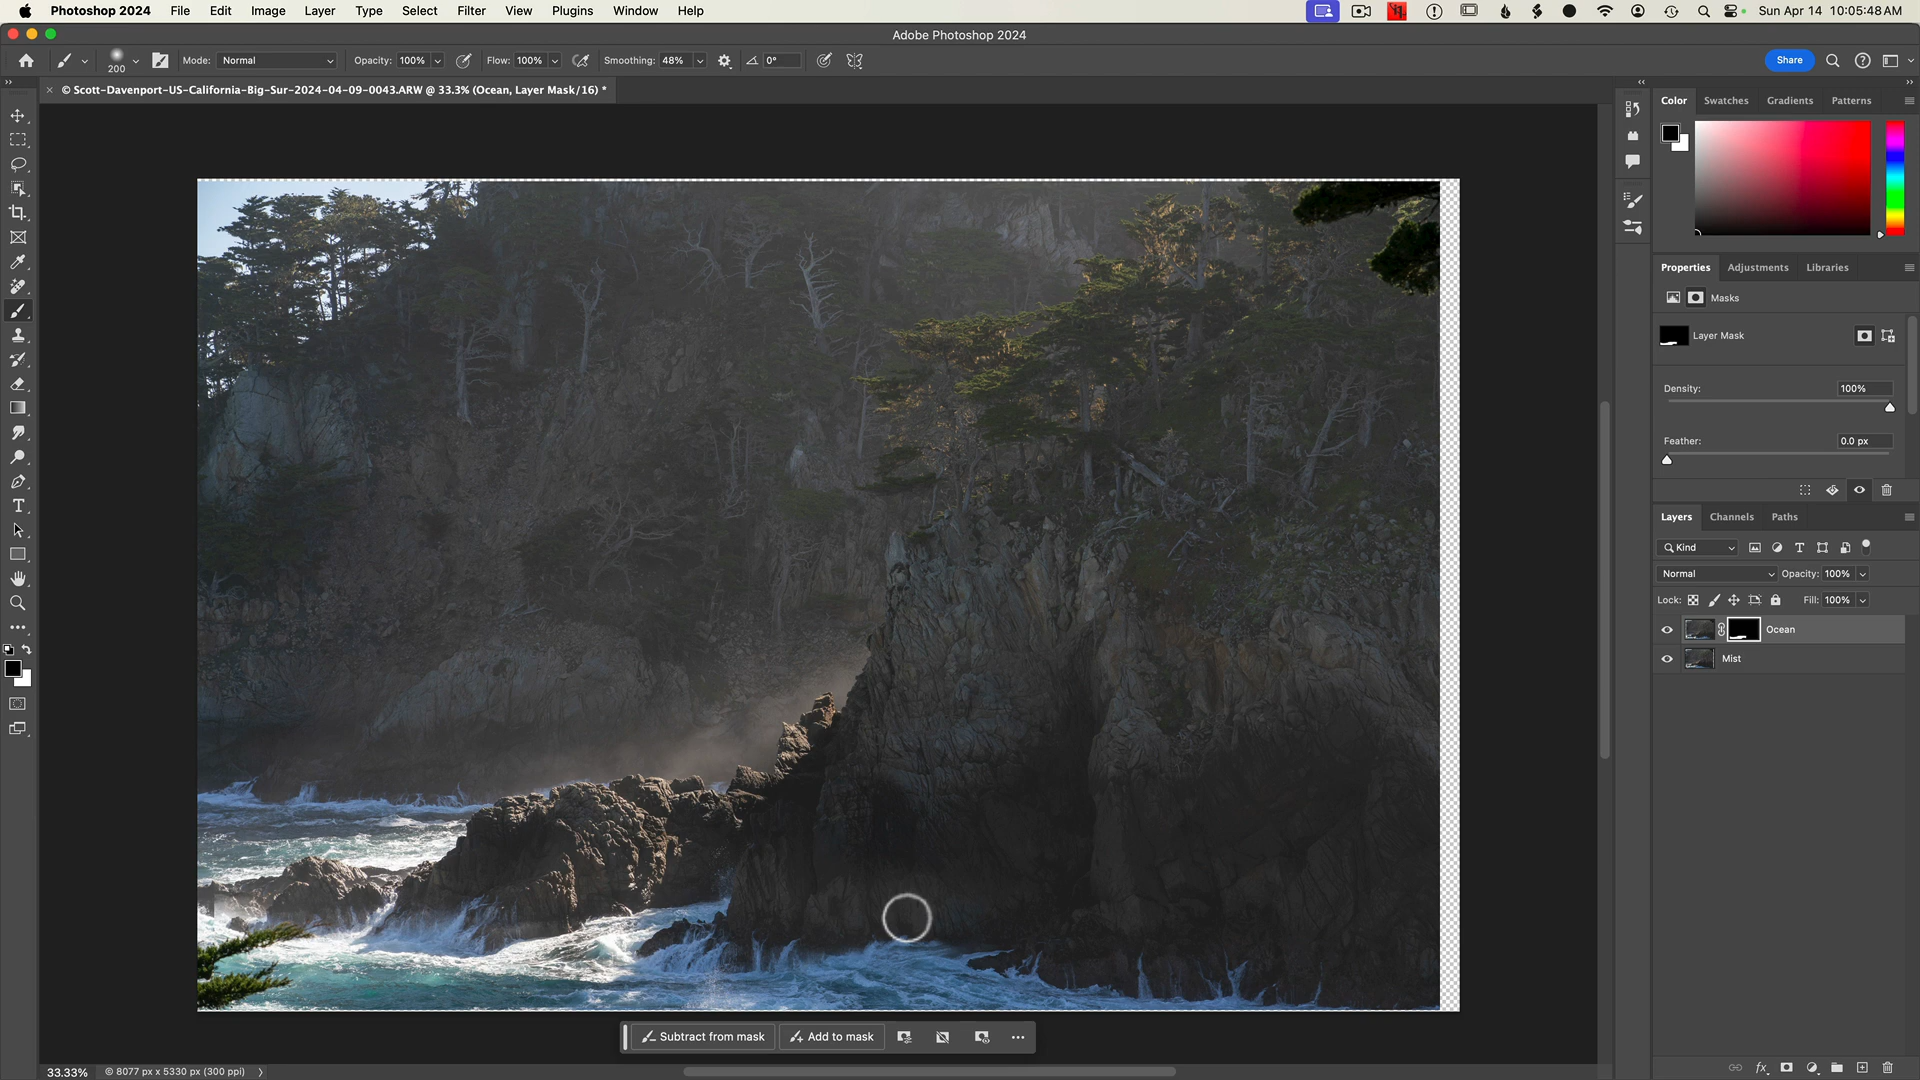 Photoshop 2024 File Edit Image Layer Type Select Filter View Plugins Window Help Sun Apr 14 10:05:48 AM
Adobe Photoshop 2024
200 Mode: Normal Opacity: 100% Flow: 100% Smoothing: 48% 0° Share
© Scott-Davenport-US-California-Big-Sur-2024-04-09-0043.ARW @ 33.3% (Ocean, Layer Mask/16) *
Color Swatches Gradients Patterns
Properties Adjustments Libraries
Masks
Layer Mask
Density: 100%
Feather: 0.0 px
Layers Channels Paths
Kind
Normal Opacity: 100%
Lock: Fill: 100%
Ocean
Mist
Subtract from mask Add to mask
33.33% © 8077 px x 5330 px (300 ppi)